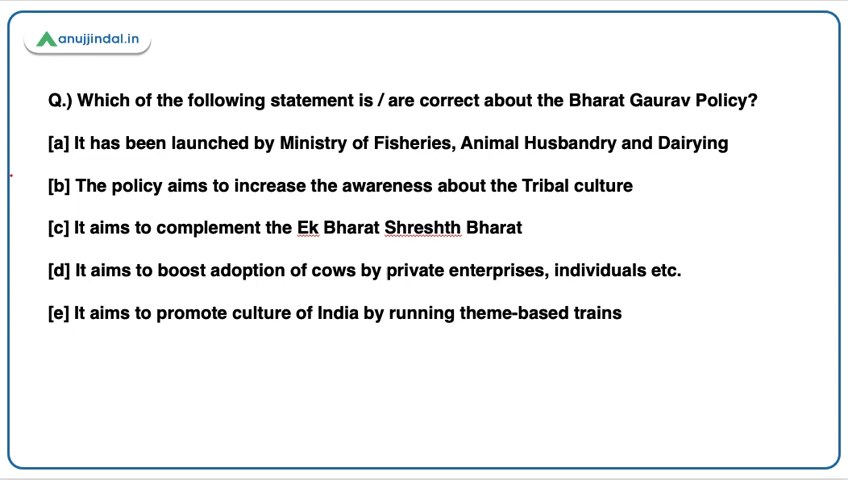 anujjindal.in
Q.) Which of the following statement is / are correct about the Bharat Gaurav Policy?
[a] It has been launched by Ministry of Fisheries, Animal Husbandry and Dairying
[b] The policy aims to increase the awareness about the Tribal culture
[c] It aims to complement the Ek Bharat Shreshth Bharat
[d] It aims to boost adoption of cows by private enterprises, individuals etc.
[e] It aims to promote culture of India by running theme-based trains